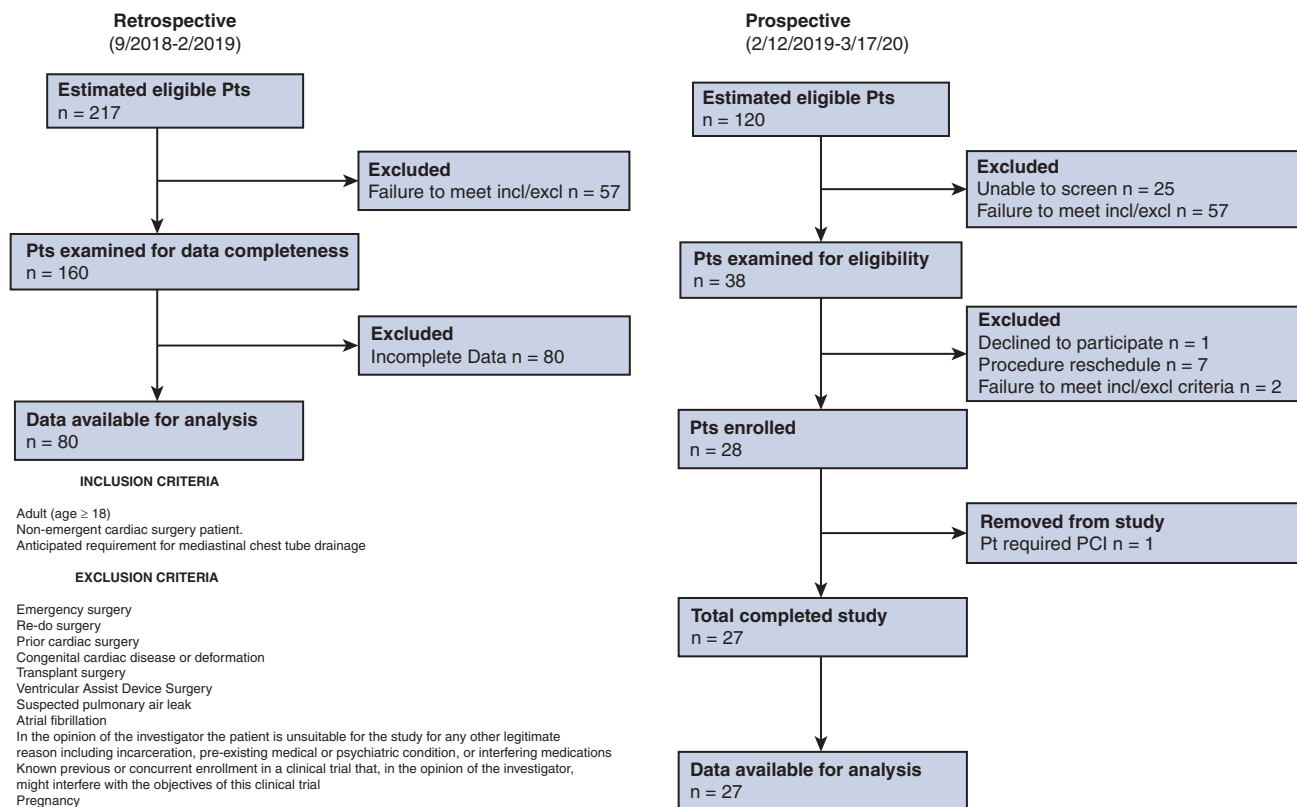 Retrospective
(9/2018-2/2019)
Estimated eligible Pts
n = 217
Excluded
Failure to meet incl/excl n = 57
Pts examined for data completeness
n = 160
Excluded
Incomplete Data n = 80
Data available for analysis
n = 80
INCLUSION CRITERIA
Adult (age ≥ 18)
Non-emergent cardiac surgery patient.
Anticipated requirement for mediastinal chest tube drainage
EXCLUSION CRITERIA
Emergency surgery
Re-do surgery
Prior cardiac surgery
Congenital cardiac disease or deformation
Transplant surgery
Ventricular Assist Device Surgery
Suspected pulmonary air leak
Atrial fibrillation
In the opinion of the investigator the patient is unsuitable for the study for any other legitimate
reason including incarceration, pre-existing medical or psychiatric condition, or interfering medications
Known previous or concurrent enrollment in a clinical trial that, in the opinion of the investigator,
might interfere with the objectives of this clinical trial
Pregnancy
Prospective
(2/12/2019-3/17/20)
Estimated eligible Pts
n = 120
Excluded
Unable to screen n = 25
Failure to meet incl/excl n = 57
Pts examined for eligibility
n = 38
Excluded
Declined to participate n = 1
Procedure reschedule n = 7
Failure to meet incl/excl criteria n = 2
Pts enrolled
n = 28
Removed from study
Pt required PCI n = 1
Total completed study
n = 27
Data available for analysis
n = 27